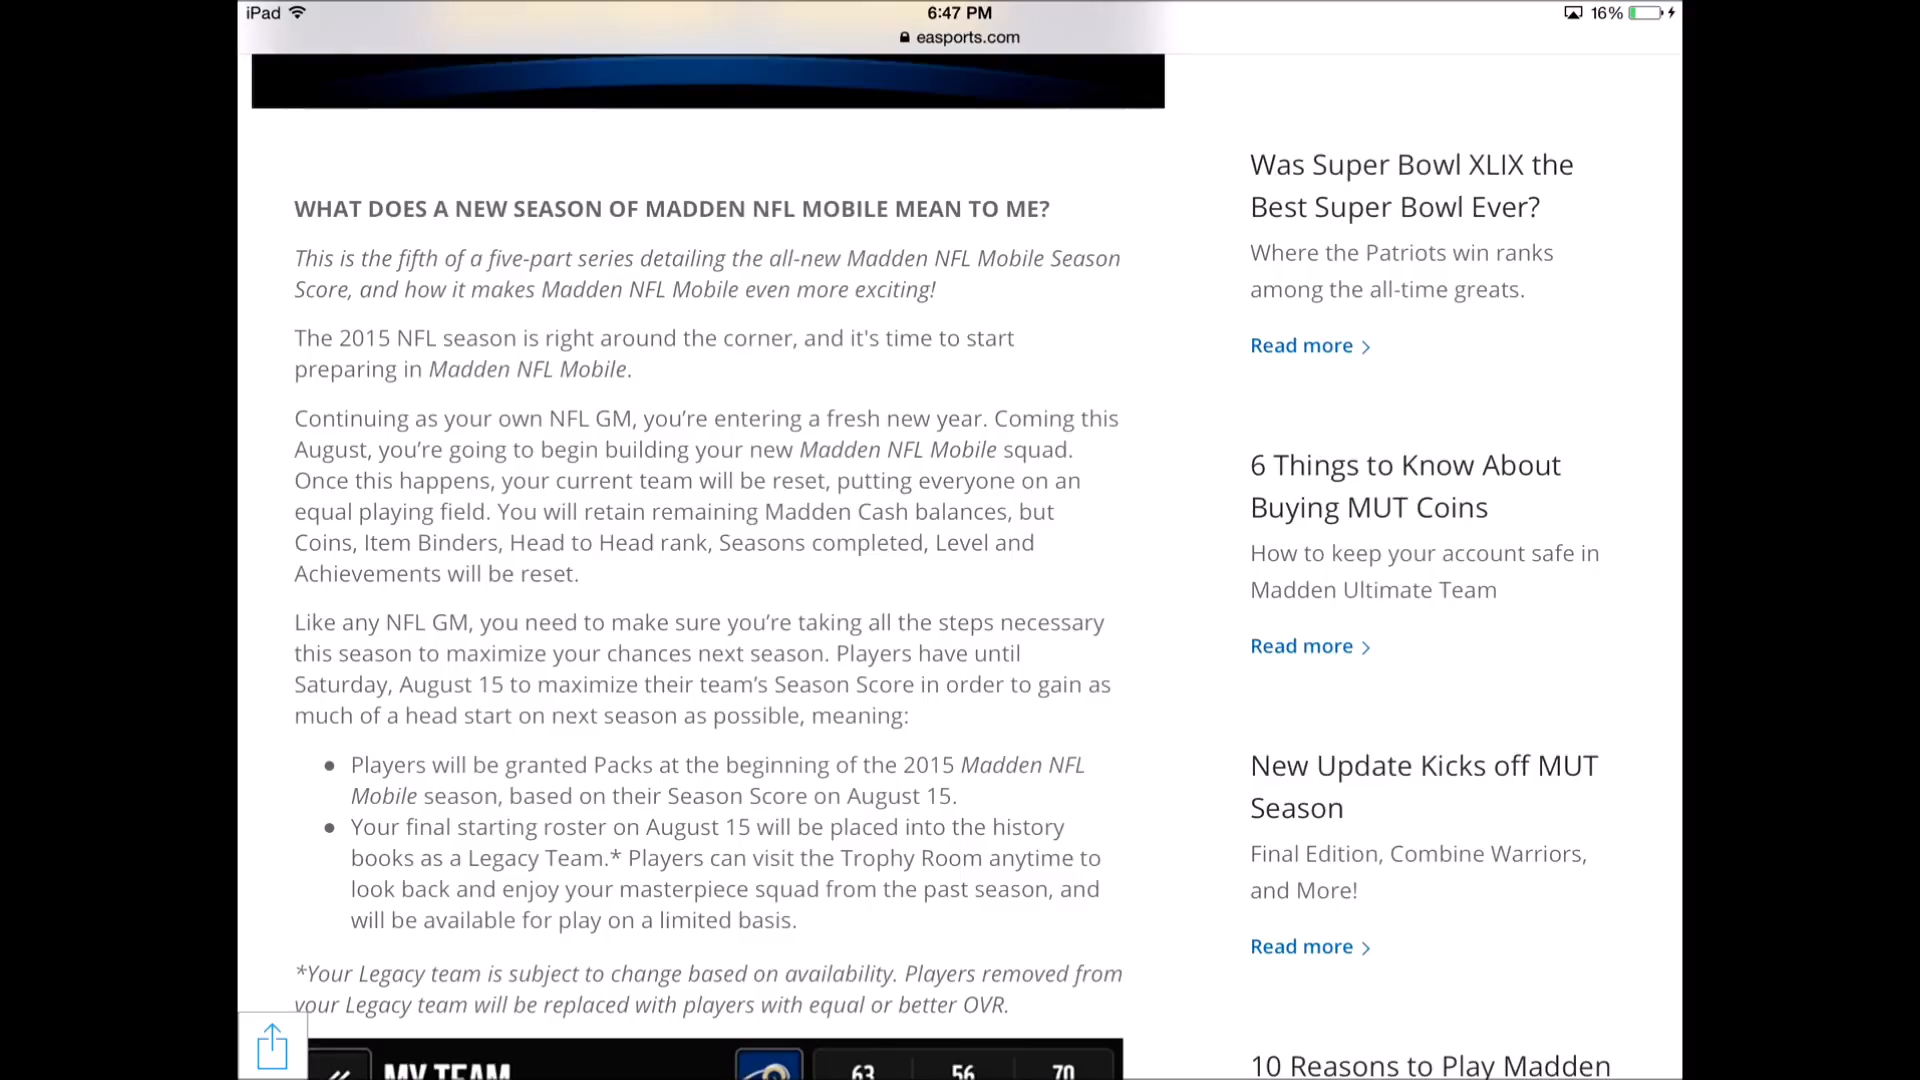 iPad
6:47 PM
16%
easports.com
WHAT DOES A NEW SEASON OF MADDEN NFL MOBILE MEAN TO ME?
This is the fifth of a five-part series detailing the all-new Madden NFL Mobile Season
Score, and how it makes Madden NFL Mobile even more exciting!
The 2015 NFL season is right around the corner, and it's time to start
preparing in Madden NFL Mobile.
Continuing as your own NFL GM, you’re entering a fresh new year. Coming this
August, you’re going to begin building your new Madden NFL Mobile squad.
Once this happens, your current team will be reset, putting everyone on an
equal playing field. You will retain remaining Madden Cash balances, but
Coins, Item Binders, Head to Head rank, Seasons completed, Level and
Achievements will be reset.
Like any NFL GM, you need to make sure you’re taking all the steps necessary
this season to maximize your chances next season. Players have until
Saturday, August 15 to maximize their team’s Season Score in order to gain as
much of a head start on next season as possible, meaning:
● Players will be granted Packs at the beginning of the 2015 Madden NFL
Mobile season, based on their Season Score on August 15.
● Your final starting roster on August 15 will be placed into the history
books as a Legacy Team.* Players can visit the Trophy Room anytime to
look back and enjoy your masterpiece squad from the past season, and
will be available for play on a limited basis.
*Your Legacy team is subject to change based on availability. Players removed from
your Legacy team will be replaced with players with equal or better OVR.
MY TEAM
63 56 70
Was Super Bowl XLIX the
Best Super Bowl Ever?
Where the Patriots win ranks
among the all-time greats.
Read more
6 Things to Know About
Buying MUT Coins
How to keep your account safe in
Madden Ultimate Team
Read more
New Update Kicks off MUT
Season
Final Edition, Combine Warriors,
and More!
Read more
10 Reasons to Play Madden